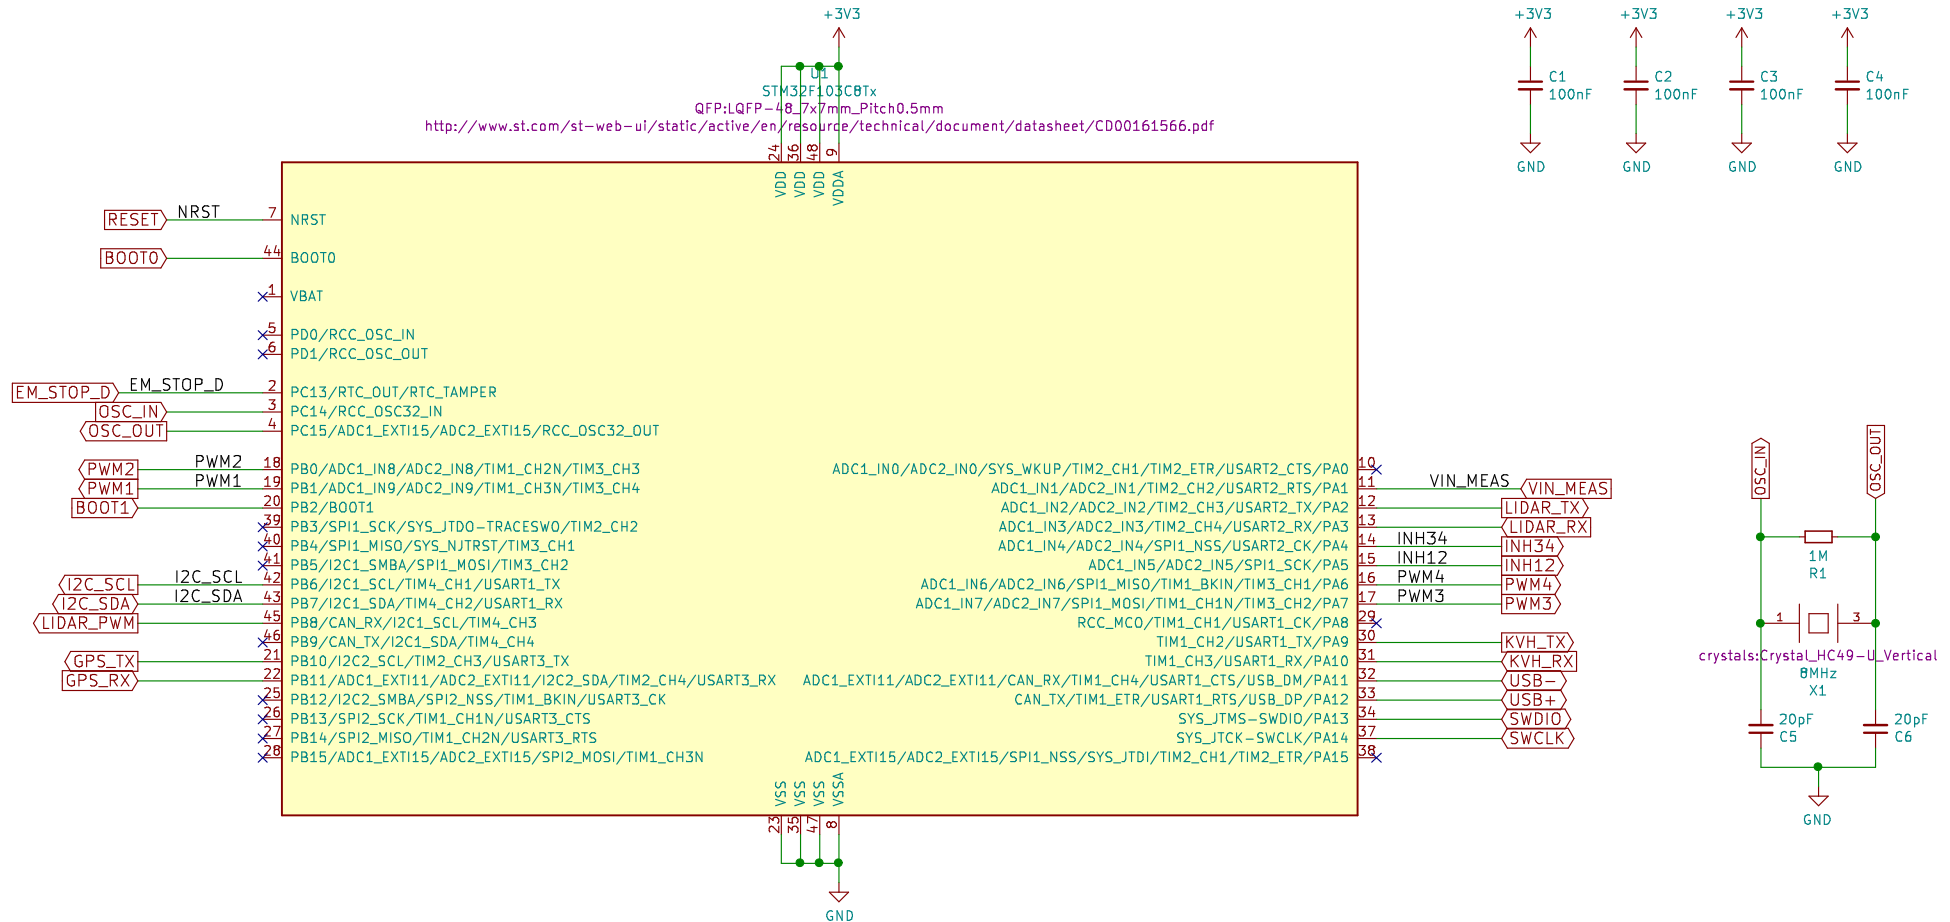 +3V3
+3V3
+3V3
+3V3
+3V3
U1
STM32F103C8Tx
QFP:LQFP-48_7x7mm_Pitch0.5mm
http://www.st.com/st-web-ui/static/active/en/resource/technical/document/datasheet/CD00161566.pdf
C1
100nF
C2
100nF
C3
100nF
C4
100nF
GND
GND
GND
GND
24
36
48
9
VDD
VDD
VDD
VDDA
RESET NRST 7 NRST
BOOT0 44 BOOT0
1 VBAT
5 PD0/RCC_OSC_IN
6 PD1/RCC_OSC_OUT
EM_STOP_D EM_STOP_D 2 PC13/RTC_OUT/RTC_TAMPER
OSC_IN 3 PC14/RCC_OSC32_IN
OSC_OUT 4 PC15/ADC1_EXTI15/ADC2_EXTI15/RCC_OSC32_OUT
PWM2 PWM2 18 PB0/ADC1_IN8/ADC2_IN8/TIM1_CH2N/TIM3_CH3
PWM1 PWM1 19 PB1/ADC1_IN9/ADC2_IN9/TIM1_CH3N/TIM3_CH4
BOOT1 20 PB2/BOOT1
39 PB3/SPI1_SCK/SYS_JTDO-TRACESWO/TIM2_CH2
40 PB4/SPI1_MISO/SYS_NJTRST/TIM3_CH1
41 PB5/I2C1_SMBA/SPI1_MOSI/TIM3_CH2
I2C_SCL I2C_SCL 42 PB6/I2C1_SCL/TIM4_CH1/USART1_TX
I2C_SDA I2C_SDA 43 PB7/I2C1_SDA/TIM4_CH2/USART1_RX
LIDAR_PWM 45 PB8/CAN_RX/I2C1_SCL/TIM4_CH3
46 PB9/CAN_TX/I2C1_SDA/TIM4_CH4
GPS_TX 21 PB10/I2C2_SCL/TIM2_CH3/USART3_TX
GPS_RX 22 PB11/ADC1_EXTI11/ADC2_EXTI11/I2C2_SDA/TIM2_CH4/USART3_RX
25 PB12/I2C2_SMBA/SPI2_NSS/TIM1_BKIN/USART3_CK
26 PB13/SPI2_SCK/TIM1_CH1N/USART3_CTS
27 PB14/SPI2_MISO/TIM1_CH2N/USART3_RTS
28 PB15/ADC1_EXTI15/ADC2_EXTI15/SPI2_MOSI/TIM1_CH3N
ADC1_IN0/ADC2_IN0/SYS_WKUP/TIM2_CH1/TIM2_ETR/USART2_CTS/PA0 10
ADC1_IN1/ADC2_IN1/TIM2_CH2/USART2_RTS/PA1 11 VIN_MEAS VIN_MEAS
ADC1_IN2/ADC2_IN2/TIM2_CH3/USART2_TX/PA2 12 LIDAR_TX
ADC1_IN3/ADC2_IN3/TIM2_CH4/USART2_RX/PA3 13 LIDAR_RX
ADC1_IN4/ADC2_IN4/SPI1_NSS/USART2_CK/PA4 14 INH34 INH34
ADC1_IN5/ADC2_IN5/SPI1_SCK/PA5 15 INH12 INH12
ADC1_IN6/ADC2_IN6/SPI1_MISO/TIM1_BKIN/TIM3_CH1/PA6 16 PWM4 PWM4
ADC1_IN7/ADC2_IN7/SPI1_MOSI/TIM1_CH1N/TIM3_CH2/PA7 17 PWM3 PWM3
RCC_MCO/TIM1_CH1/USART1_CK/PA8 29
TIM1_CH2/USART1_TX/PA9 30 KVH_TX
TIM1_CH3/USART1_RX/PA10 31 KVH_RX
ADC1_EXTI11/ADC2_EXTI11/CAN_RX/TIM1_CH4/USART1_CTS/USB_DM/PA11 32 USB-
CAN_TX/TIM1_ETR/USART1_RTS/USB_DP/PA12 33 USB+
SYS_JTMS-SWDIO/PA13 34 SWDIO
SYS_JTCK-SWCLK/PA14 37 SWCLK
ADC1_EXTI15/ADC2_EXTI15/SPI1_NSS/SYS_JTDI/TIM2_CH1/TIM2_ETR/PA15 38
VSS
VSS
VSS
VSSA
23
35
47
8
GND
OSC_IN
OSC_OUT
1M
R1
1
3
crystals:Crystal_HC49-U_Vertical
8MHz
X1
20pF
C5
20pF
C6
GND